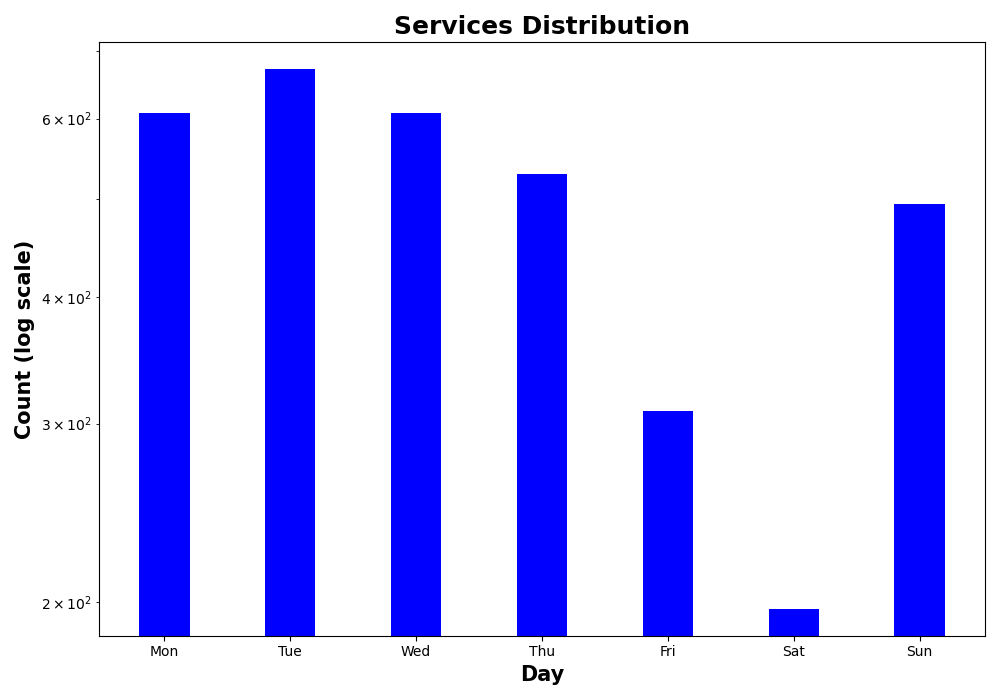 Services Distribution
6 × 10²
4 × 10²
3 × 10²
2 × 10²
Count (log scale)
Mon Tue Wed Thu Fri Sat Sun
Day